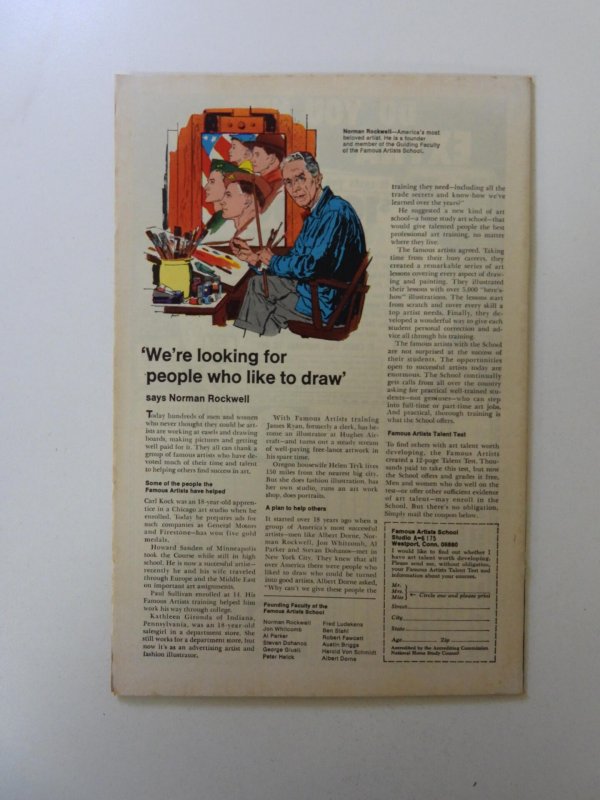 Norman Rockwell—America's most
beloved artist. He is a founder
and member of the Guiding Faculty
of the Famous Artists School.
'We're looking for
people who like to draw'
says Norman Rockwell
Today hundreds of men and women
who never thought they could be art-
ists are working at easels and drawing
boards, making pictures and getting
well paid for it. They all can thank a
group of famous artists who have de-
voted much of their time and talent
to helping others find success in art.
Some of the people the
Famous Artists have helped
Carl Kock was an 18-year-old appren-
tice in a Chicago art studio when he
enrolled. Today he prepares ads for
such companies as General Motors
and Firestone—has won five gold
medals.
Howard Sanden of Minneapolis
took the Course while still in high
school. He is now a successful artist—
recently he and his wife traveled
through Europe and the Middle East
on important art assignments.
Paul Sullivan enrolled at 14. His
Famous Artists training helped him
work his way through college.
Kathleen Gironda of Indiana,
Pennsylvania, was an 18-year-old
salesgirl in a department store. She
still works for a department store, but
now it's as an advertising artist and
fashion illustrator.
With Famous Artists training
James Ryan, formerly a clerk, has be-
come an illustrator at Hughes Air-
craft—and turns out a steady stream
of well-paying free-lance artwork in
his spare time.
Oregon housewife Helen Tryk lives
150 miles from the nearest big city.
But she does fashion illustration, has
her own studio, runs an art work
shop, does portraits.
A plan to help others
It started over 18 years ago when a
group of America's most successful
artists—men like Albert Dorne, Nor-
man Rockwell, Jon Whitcomb, Al
Parker and Stevan Dohanos—met in
New York City. They knew that all
over America there were people who
liked to draw who could be turned
into good artists. Albert Dorne asked,
"Why can't we give these people the
Founding Faculty of the
Famous Artists School
Norman Rockwell
Jon Whitcomb
Al Parker
Stevan Dohanos
George Giusti
Peter Helck
Fred Ludekens
Ben Stahl
Robert Fawcett
Austin Briggs
Harold Von Schmidt
Albert Dorne
training they need—including all the
trade secrets and know-how we've
learned over the years?"
He suggested a new kind of art
school—a home study art school—that
would give talented people the best
professional art training, no matter
where they live.
The famous artists agreed. Taking
time from their busy careers, they
created a remarkable series of art
lessons covering every aspect of draw-
ing and painting. They illustrated
their lessons with over 5,000 "here's-
how" illustrations. The lessons start
from scratch and cover every skill a
top artist needs. Finally, they de-
veloped a wonderful way to give each
student personal correction and ad-
vice all through his training.
The famous artists with the School
are not surprised at the success of
their students. The opportunities
open to successful artists today are
enormous. The School continually
gets calls from all over the country
asking for practical well-trained stu-
dents—not geniuses—who can step
into full-time or part-time art jobs.
And practical, thorough training is
what the School offers.
Famous Artists Talent Test
To find others with art talent worth
developing, the Famous Artists
created a 12-page Talent Test. Thou-
sands paid to take this test, but now
the School offers and grades it free.
Men and women who do well on the
test—or offer other sufficient evidence
of art talent—may enroll in the
School. But there's no obligation.
Simply mail the coupon below.
Famous Artists School
Studio
Westport, Conn. 06880
I would like to find out whether I
have art talent worth developing.
Please send me, without obligation,
your Famous Artists Talent Test and
information about your courses.
Mr.
Mrs.
Miss ← Circle one and please print
Street
City
State
Age Zip
Accredited by the Accrediting Commission
National Home Study Council